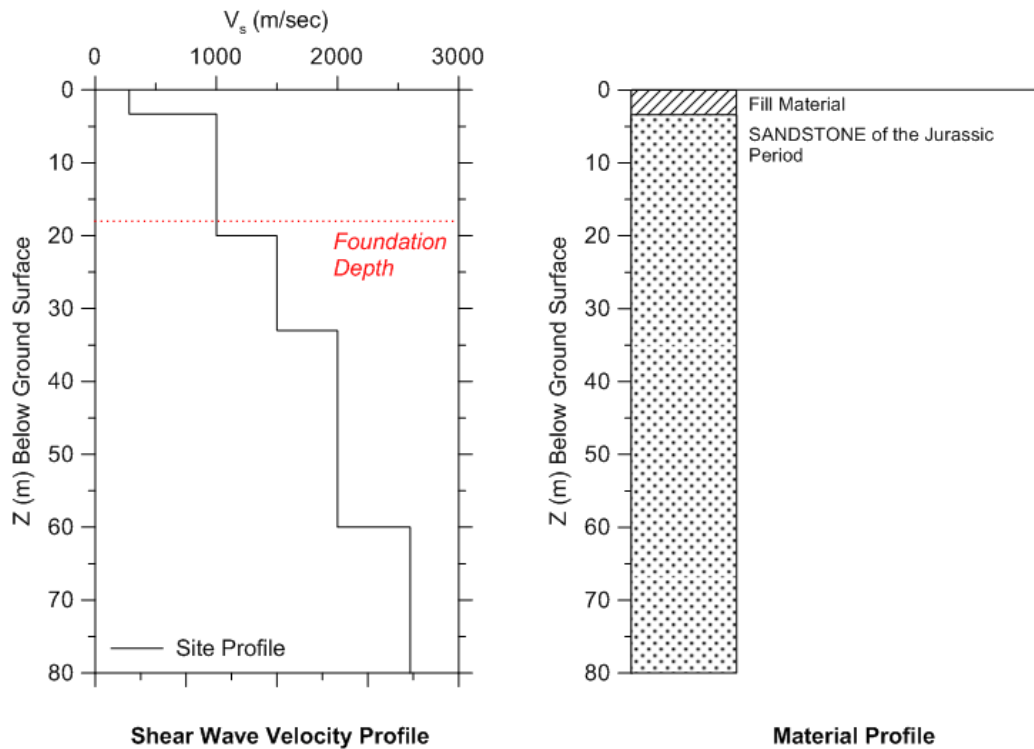 V_s (m/sec)
0 1000 2000 3000
0
10
20
30
40
50
60
70
80
Z (m) Below Ground Surface
Foundation
Depth
Site Profile
Shear Wave Velocity Profile
0
10
20
30
40
50
60
70
80
Z (m) Below Ground Surface
Fill Material
SANDSTONE of the Jurassic
Period
Material Profile